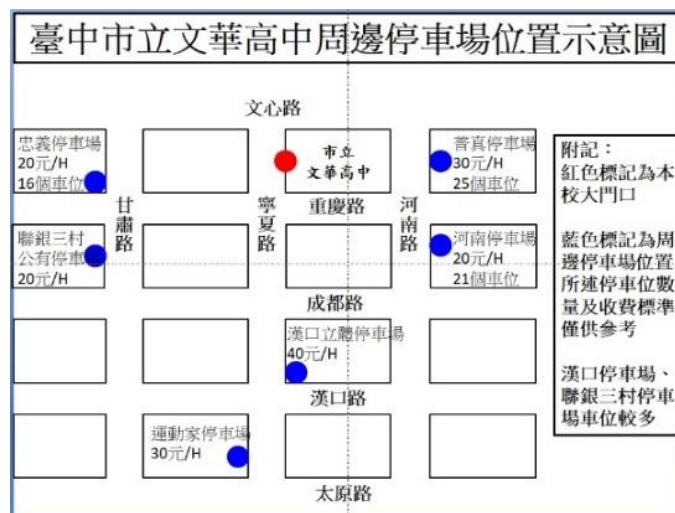 臺中市立文華高中周邊停車場位置示意圖
文心路
忠義停車場
20元/H
16個車位
市立
文華高中
普真停車場
30元/H
25個車位
甘肅路
寧夏路
重慶路
河南路
聯銀三村
公有停車
20元/H
河南停車場
20元/H
21個車位
成都路
漢口立體停車場
40元/H
漢口路
運動家停車場
30元/H
太原路
附記：
紅色標記為本
校大門口
藍色標記為周
邊停車場位置
所述停車位數
量及收費標準
僅供參考
漢口停車場、
聯銀三村停車
場車位較多